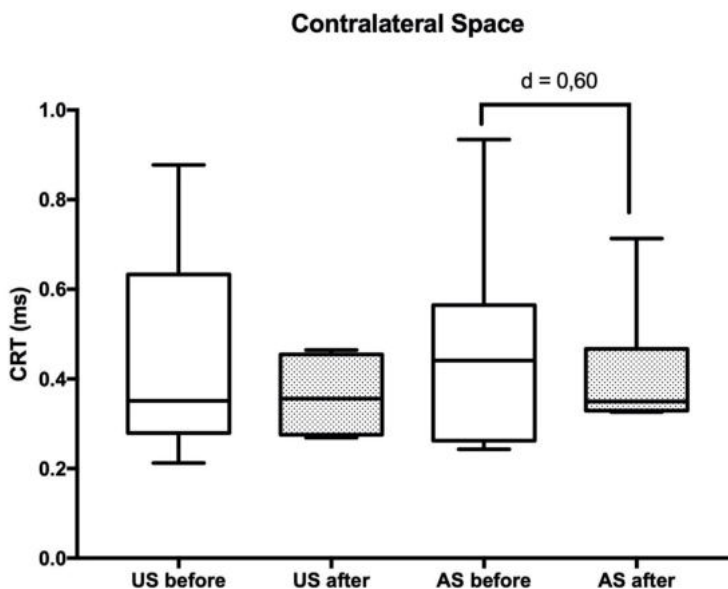 Contralateral Space
d = 0,60
1.0
0.8
0.6
0.4
0.2
0.0
CRT (ms)
US before
US after
AS before
AS after